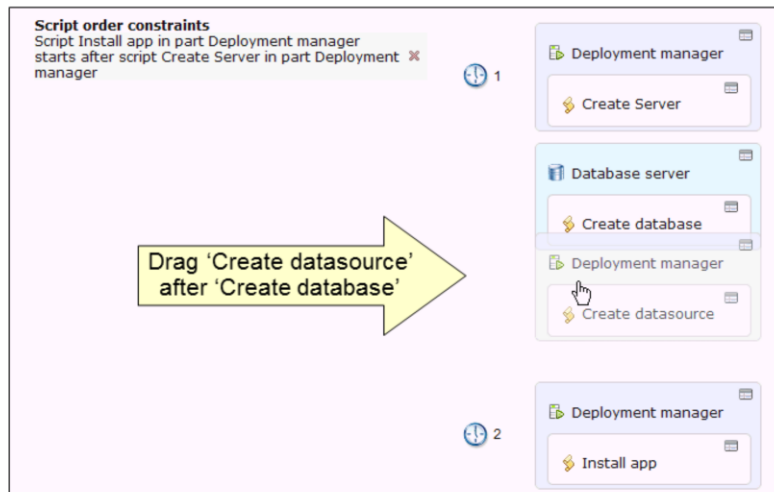 Script order constraints
Script Install app in part Deployment manager
starts after script Create Server in part Deployment
manager
1
Deployment manager
Create Server
Database server
Create database
Drag ‘Create datasource’
after ‘Create database’
Deployment manager
Create datasource
2
Deployment manager
Install app